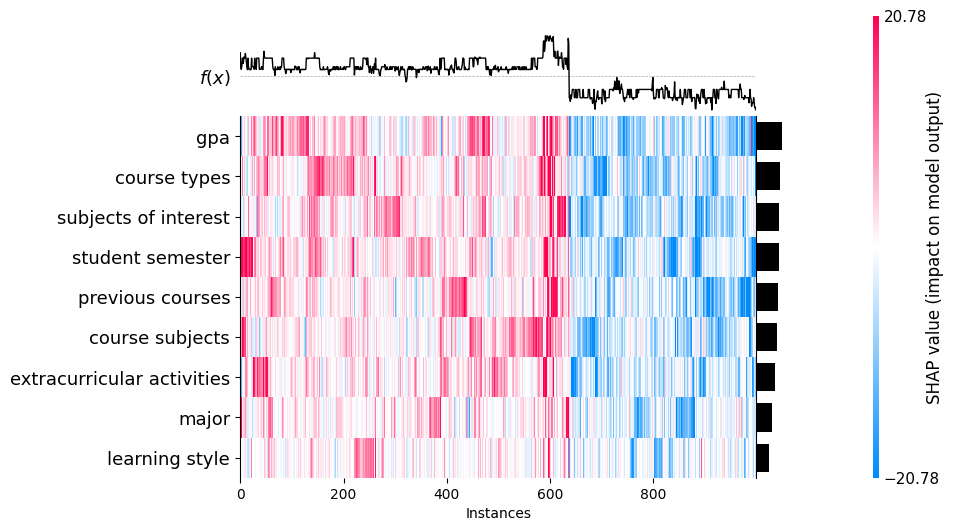 20.78
f(x)
gpa
course types
subjects of interest
student semester
previous courses
course subjects
extracurricular activities
major
learning style
0 200 400 600 800
Instances
SHAP value (impact on model output)
−20.78